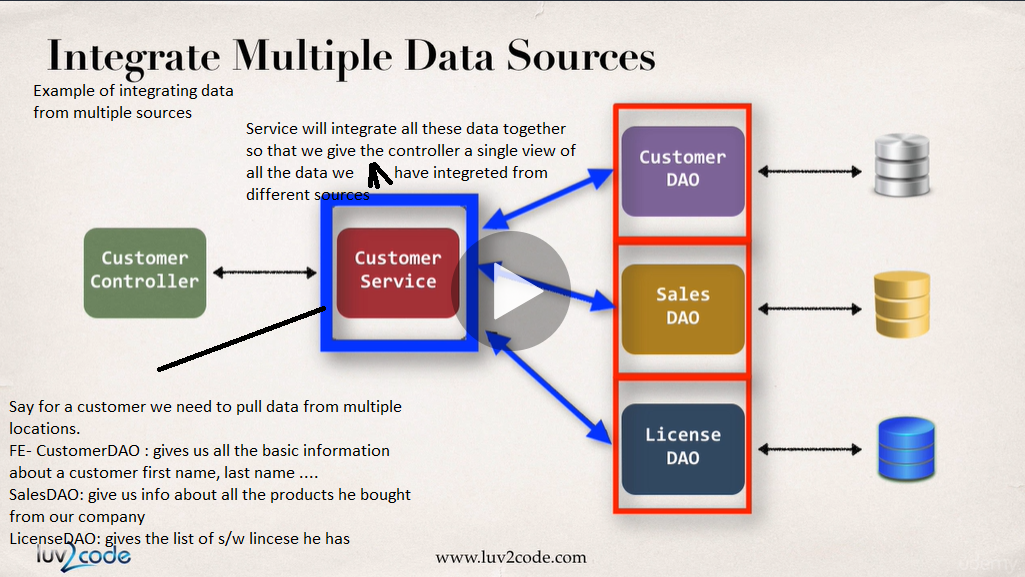 Integrate Multiple Data Sources
Example of integrating data
from multiple sources
Service will integrate all these data together
so that we give the controller a single view of
all the data we have integreted from
different sources
Customer
DAO
Customer
Controller
Customer
Service
Sales
DAO
License
DAO
Say for a customer we need to pull data from multiple
locations.
FE- CustomerDAO : gives us all the basic information
about a customer first name, last name ....
SalesDAO: give us info about all the products he bought
from our company
LicenseDAO: gives the list of s/w lincese he has
luv2code
www.luv2code.com
udemy